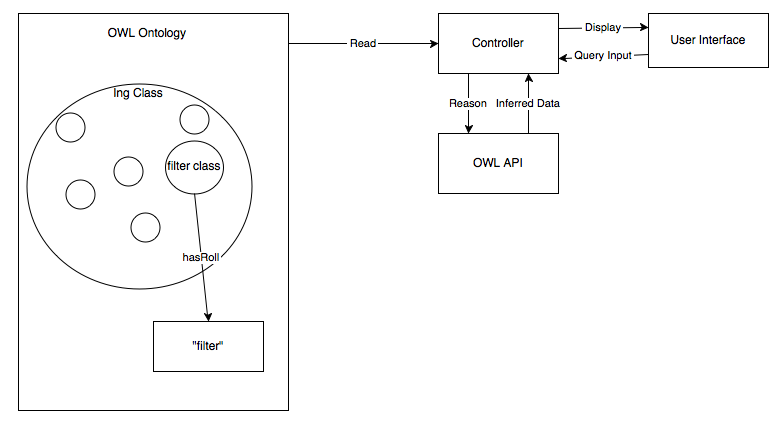 OWL Ontology
Ing Class
filter class
hasRoll
"filter"
Read
Controller
Display
Query Input
User Interface
Reason
Inferred Data
OWL API